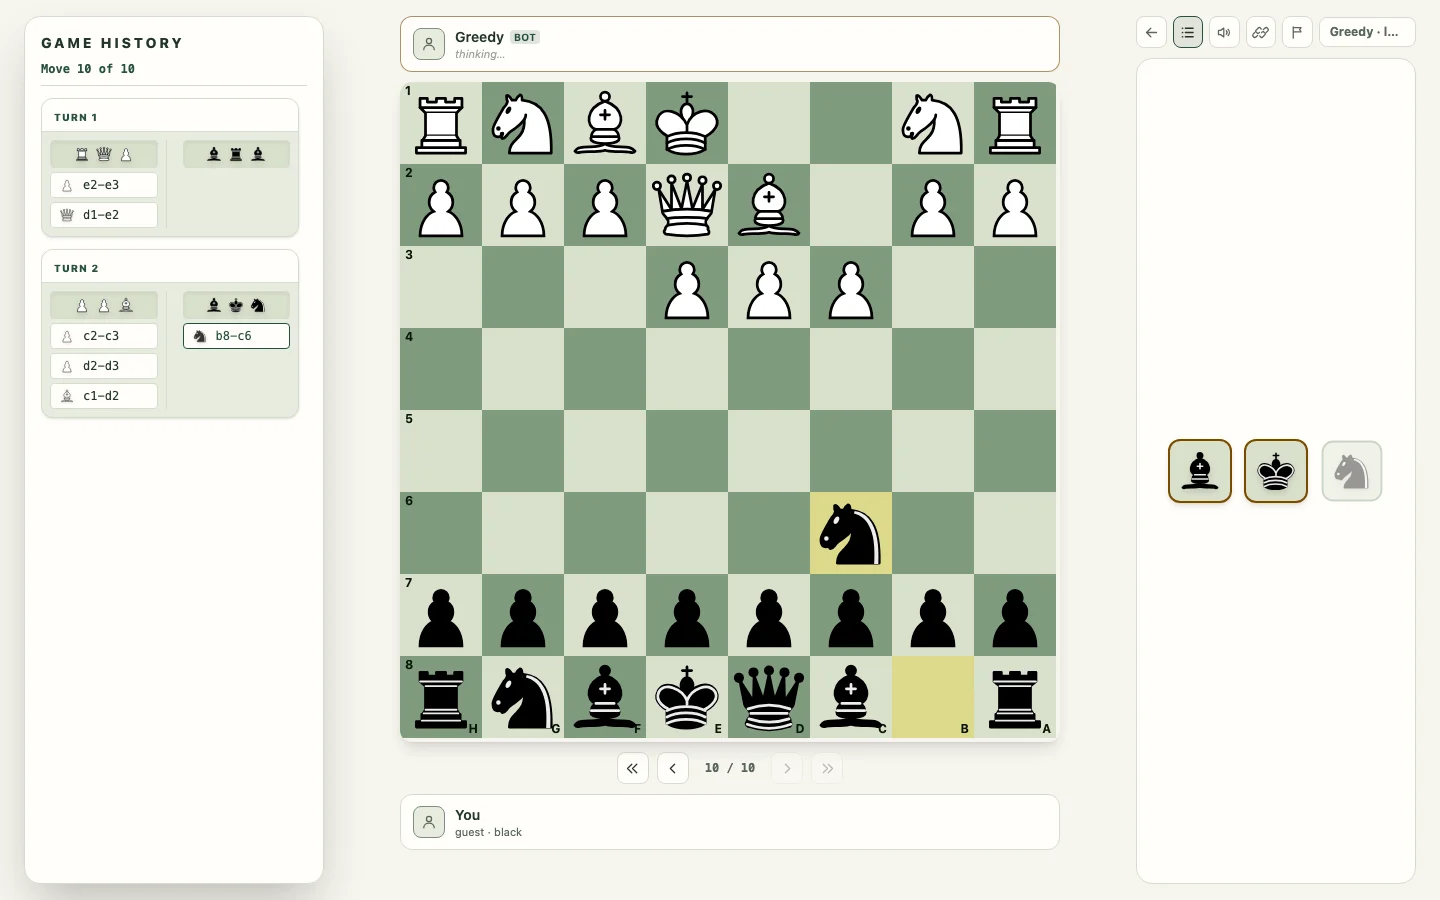 GAME HISTORY
Move 10 of 10
TURN 1
e2–e3
d1–e2
TURN 2
c2–c3
b8–c6
d2–d3
c1–d2
Greedy BOT
thinking...
1
2
3
4
5
6
7
8
H G F E D C B A
10 / 10
You
guest · black
Greedy · I...